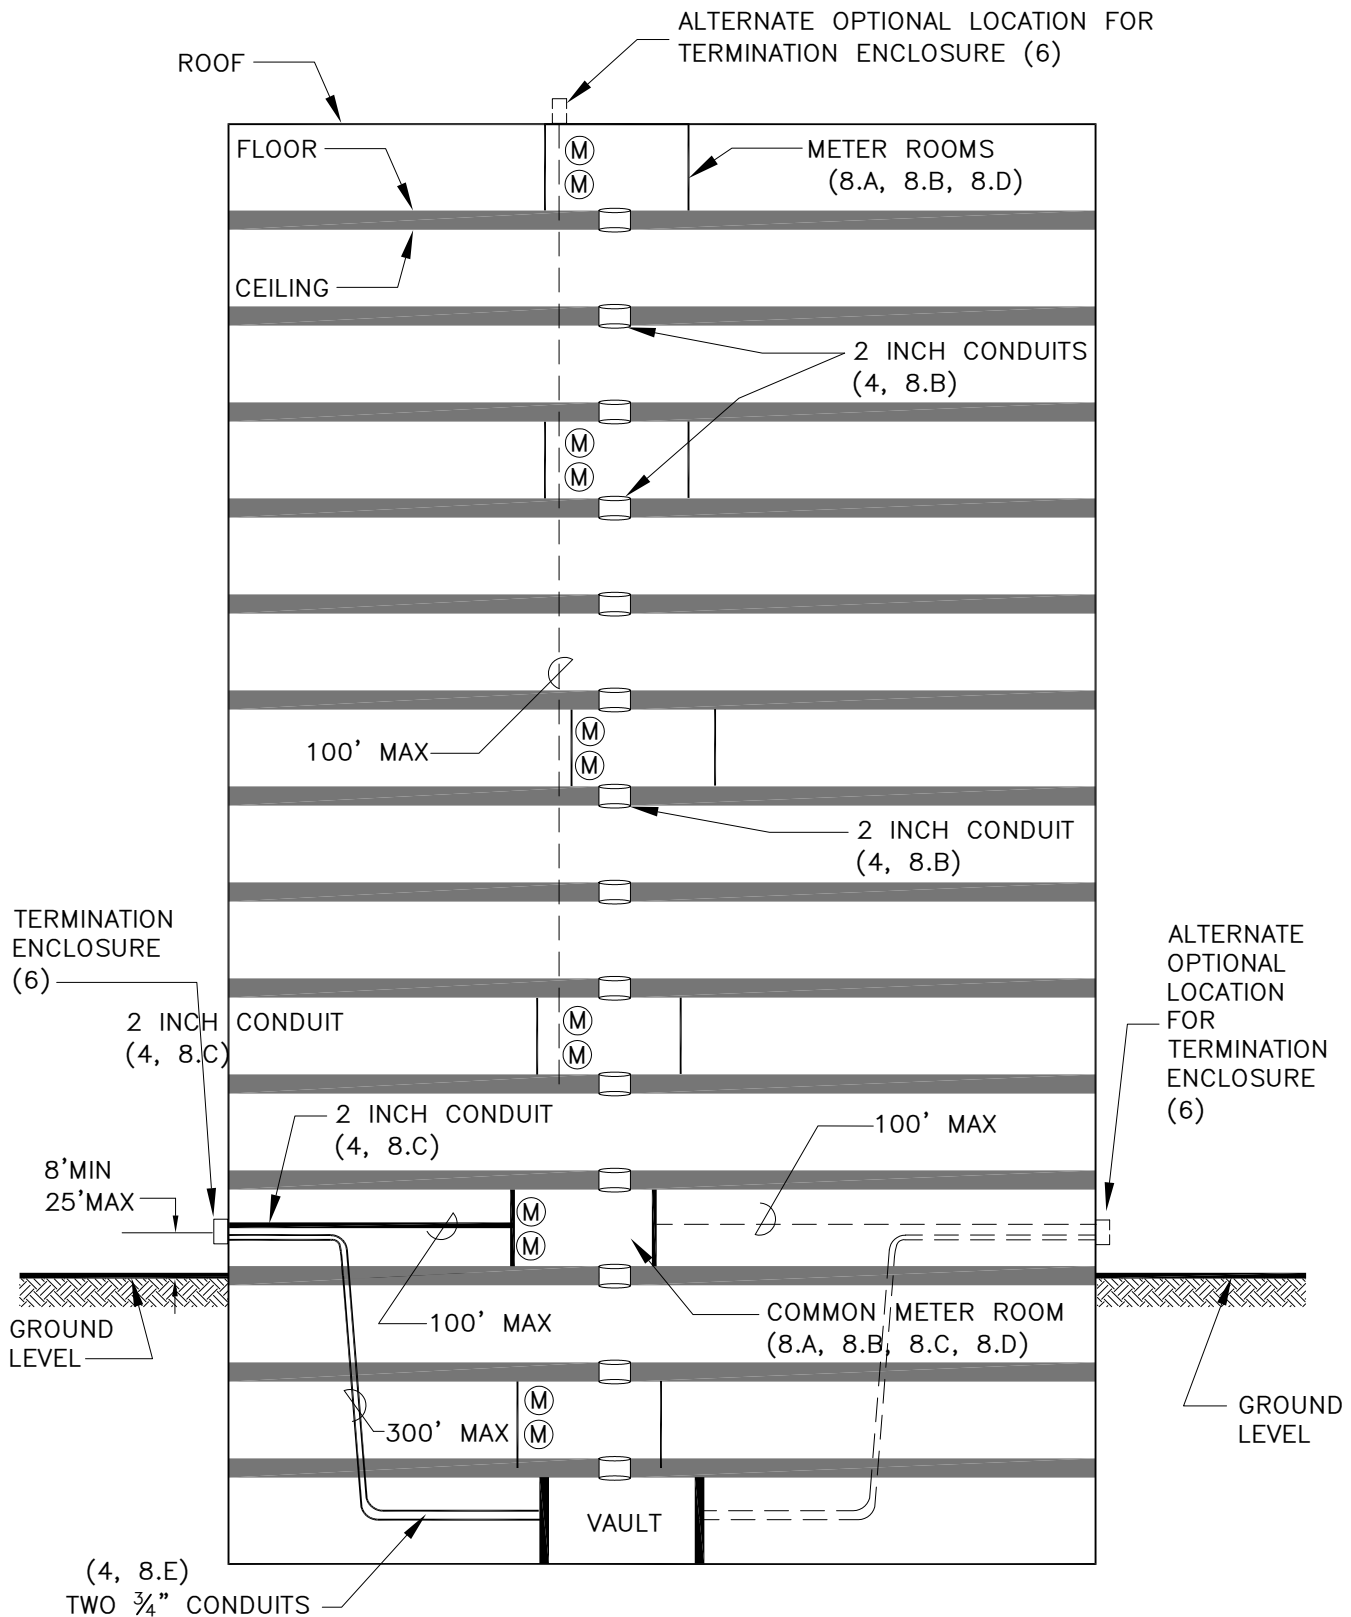 ALTERNATE OPTIONAL LOCATION FOR
TERMINATION ENCLOSURE (6)
ROOF
FLOOR
M
M
METER ROOMS
(8.A, 8.B, 8.D)
CEILING
2 INCH CONDUITS
(4, 8.B)
M
M
100' MAX
M
M
2 INCH CONDUIT
(4, 8.B)
TERMINATION
ENCLOSURE
(6)
ALTERNATE
OPTIONAL
LOCATION
FOR
TERMINATION
ENCLOSURE
(6)
2 INCH CONDUIT
(4, 8.C)
M
M
2 INCH CONDUIT
(4, 8.C)
100' MAX
8'MIN
25'MAX
M
M
GROUND
LEVEL
100' MAX
COMMON METER ROOM
(8.A, 8.B, 8.C, 8.D)
M
M
300' MAX
GROUND
LEVEL
VAULT
(4, 8.E)
TWO ¾" CONDUITS